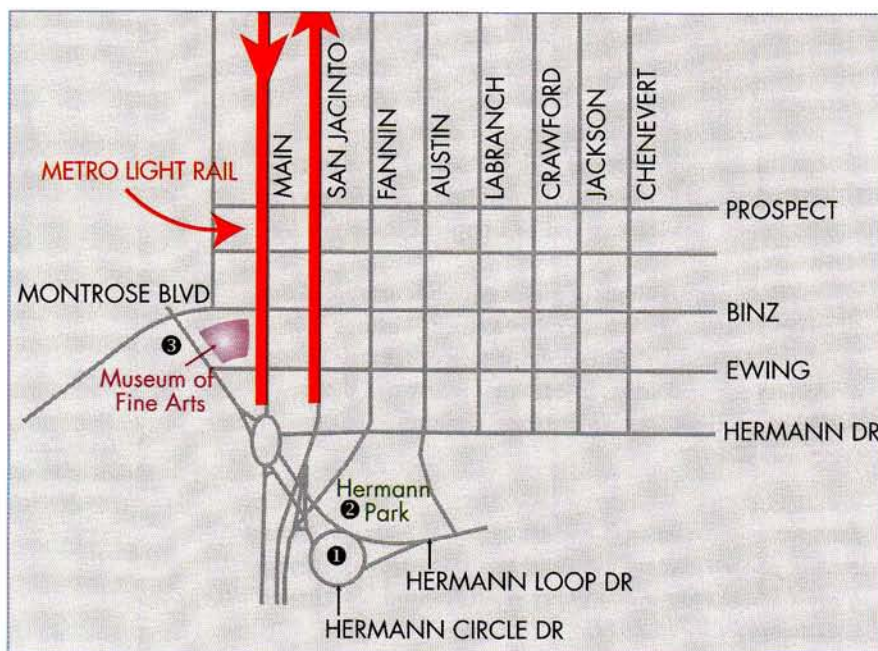 MAIN
SAN JACINTO
FANNIN
AUSTIN
LABRANCH
CRAWFORD
JACKSON
CHENEVERT
METRO LIGHT RAIL
PROSPECT
MONTROSE BLVD
BINZ
3
Museum of
Fine Arts
EWING
HERMANN DR
Hermann
2 Park
1
HERMANN LOOP DR
HERMANN CIRCLE DR